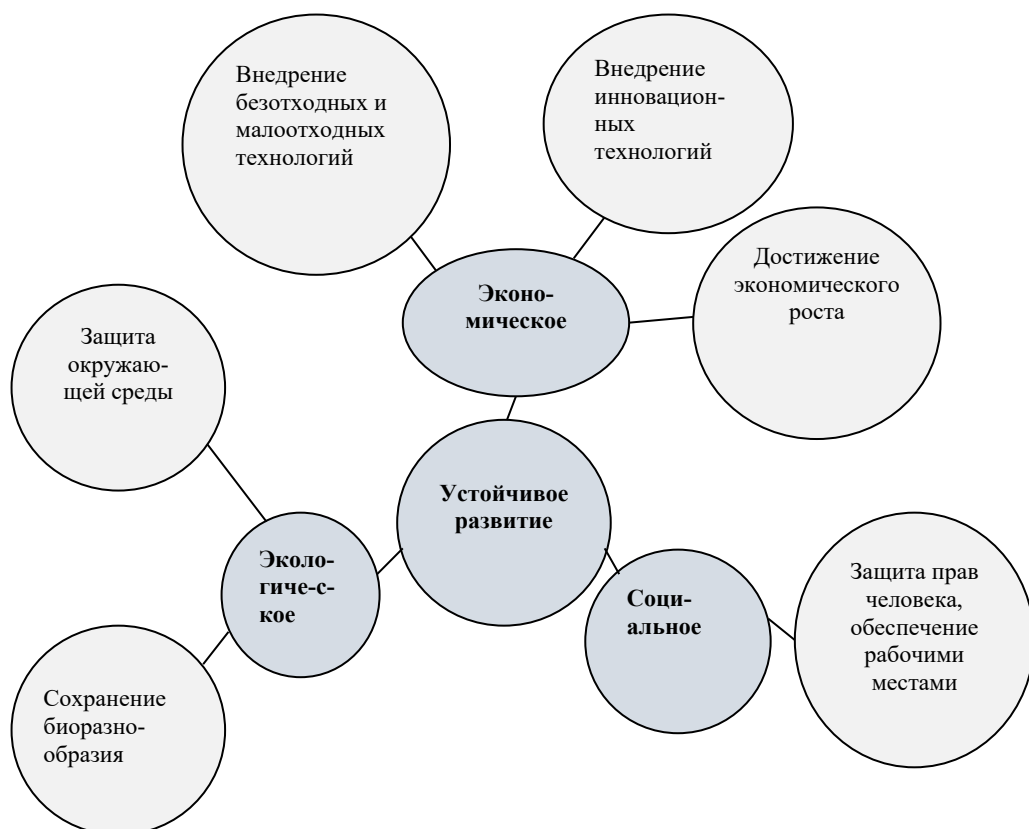 Внедрение
безотходных и
малоотходных
технологий
Внедрение
инновацион-
ных
технологий
Эконо-
мическое
Достижение
экономического
роста
Защита
окружаю-
щей среды
Устойчивое
развитие
Эколо-
гиче-с-
кое
Соци-
альное
Защита прав
человека,
обеспечение
рабочими
местами
Сохранение
биоразно-
образия